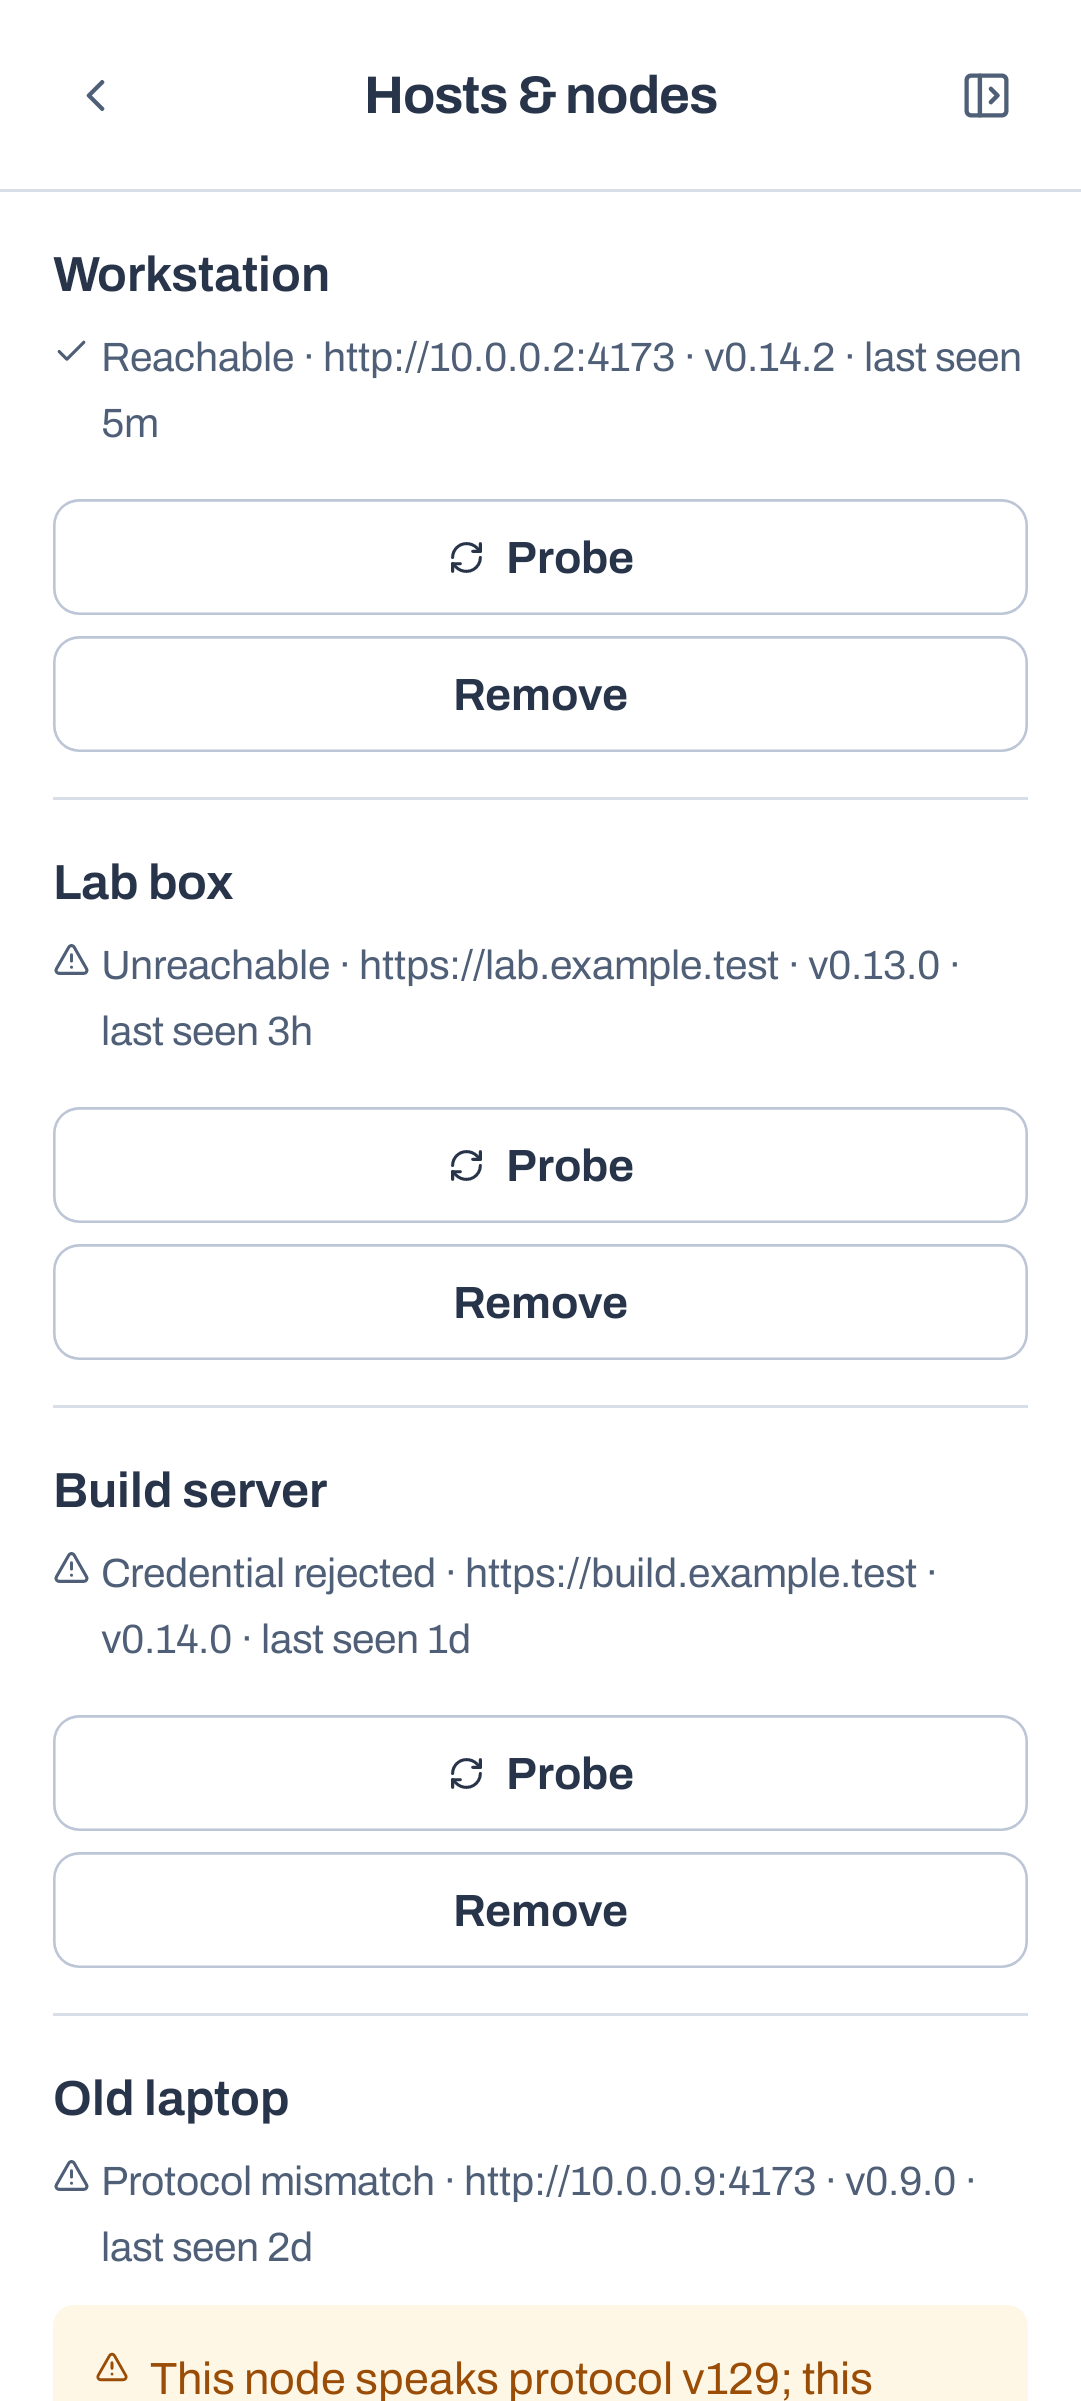 Hosts & nodes
Workstation
Reachable · http://10.0.0.2:4173 · v0.14.2 · last seen
5m
Probe
Remove
Lab box
Unreachable · https://lab.example.test · v0.13.0 ·
last seen 3h
Probe
Remove
Build server
Credential rejected · https://build.example.test ·
v0.14.0 · last seen 1d
Probe
Remove
Old laptop
Protocol mismatch · http://10.0.0.9:4173 · v0.9.0 ·
last seen 2d
This node speaks protocol v129; this